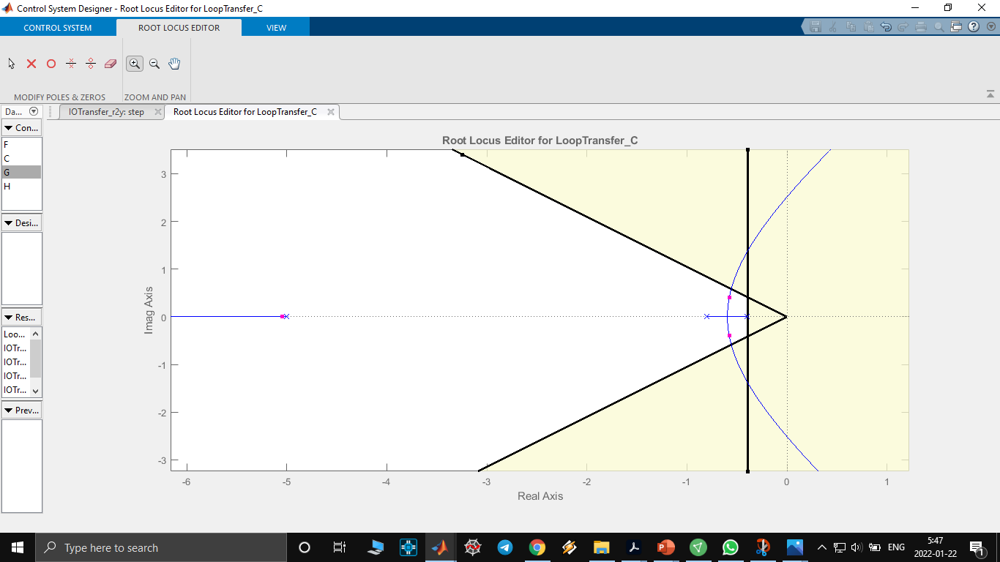 Control System Designer - Root Locus Editor for LoopTransfer_C
CONTROL SYSTEM
ROOT LOCUS EDITOR
VIEW
MODIFY POLES & ZEROS
ZOOM AND PAN
Da...
IOTransfer_r2y: step
Root Locus Editor for LoopTransfer_C
Con...
F
C
G
H
Desi...
Res...
Loo...
IOTr...
IOTr...
IOTr...
IOTr...
Prev...
Root Locus Editor for LoopTransfer_C
3
2
1
0
-1
-2
-3
Imag Axis
-6 -5 -4 -3 -2 -1 0 1
Real Axis
Type here to search
ENG
5:47
2022-01-22
1